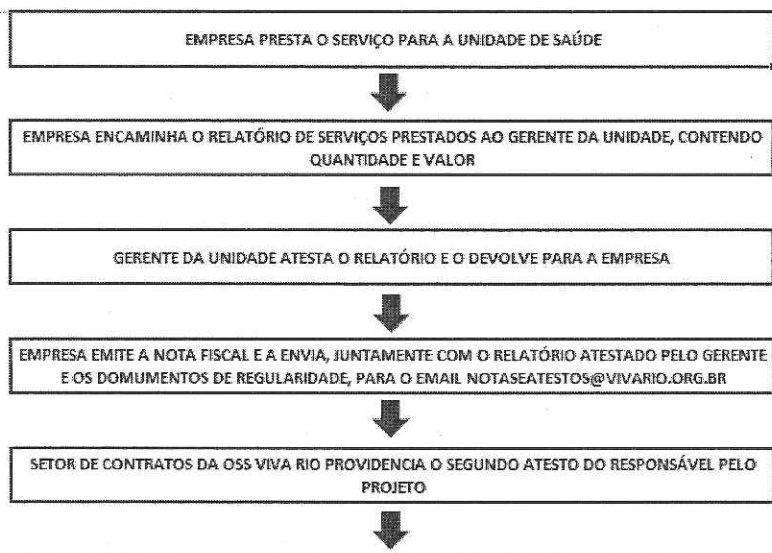 EMPRESA PRESTA O SERVIÇO PARA A UNIDADE DE SAÚDE
EMPRESA ENCAMINHA O RELATÓRIO DE SERVIÇOS PRESTADOS AO GERENTE DA UNIDADE, CONTENDO
QUANTIDADE E VALOR
GERENTE DA UNIDADE ATESTA O RELATÓRIO E O DEVOLVE PARA A EMPRESA
EMPRESA EMITE A NOTA FISCAL E A ENVIA, JUNTAMENTE COM O RELATÓRIO ATESTADO PELO GERENTE
E OS DOMUMENTOS DE REGULARIDADE, PARA O EMAIL NOTASEATESTOS@VIVARIO.ORG.BR
SETOR DE CONTRATOS DA OSS VIVA RIO PROVIDENCIA O SEGUNDO ATESTO DO RESPONSÁVEL PELO
PROJETO